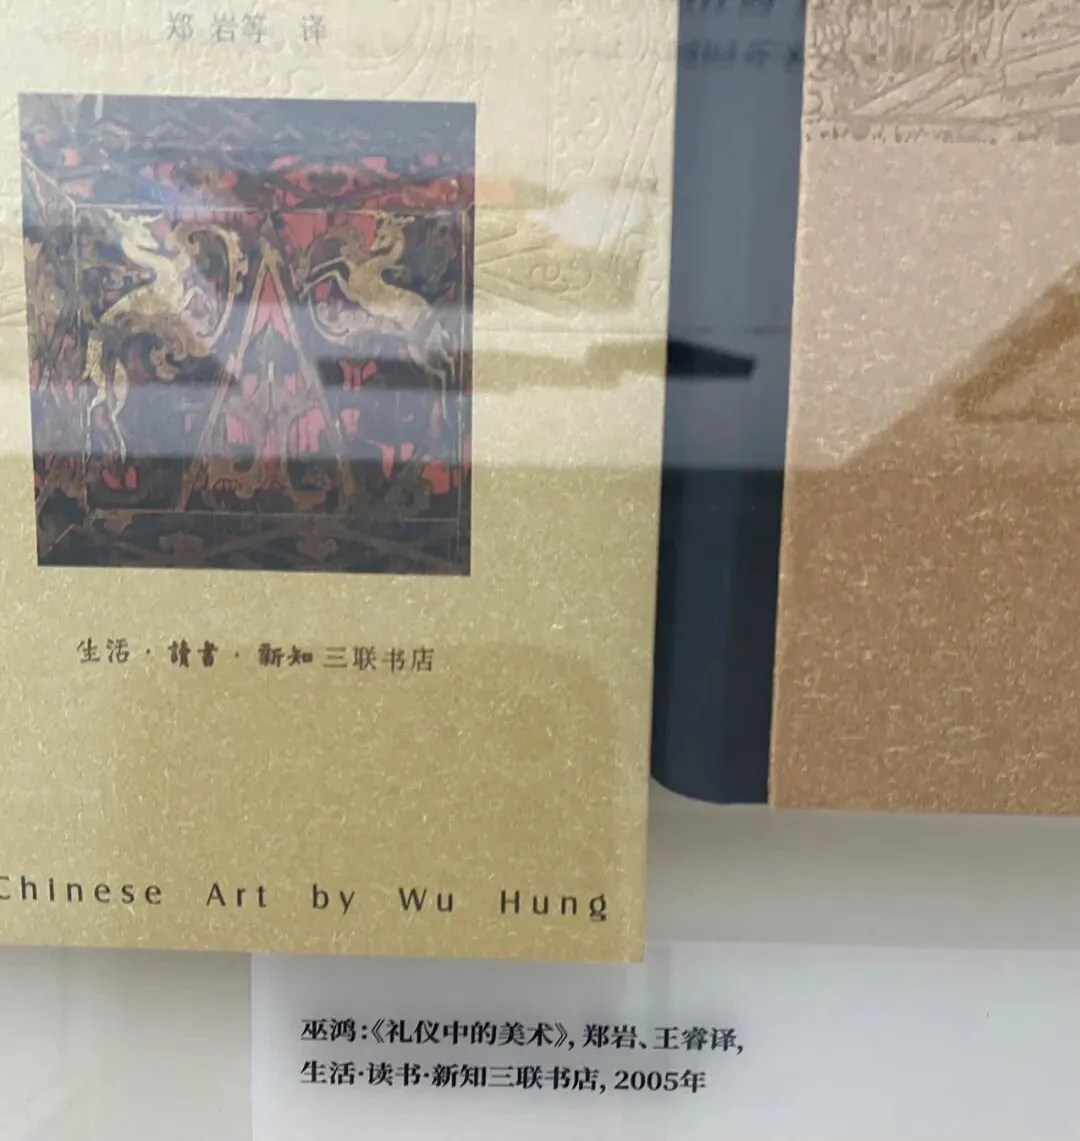 郑 岩等 译
生活·讀書·新知三联书店
Chinese Art by Wu Hung
巫鸿:《礼仪中的美术》, 郑岩、王睿译,
生活·读书·新知三联书店, 2005年